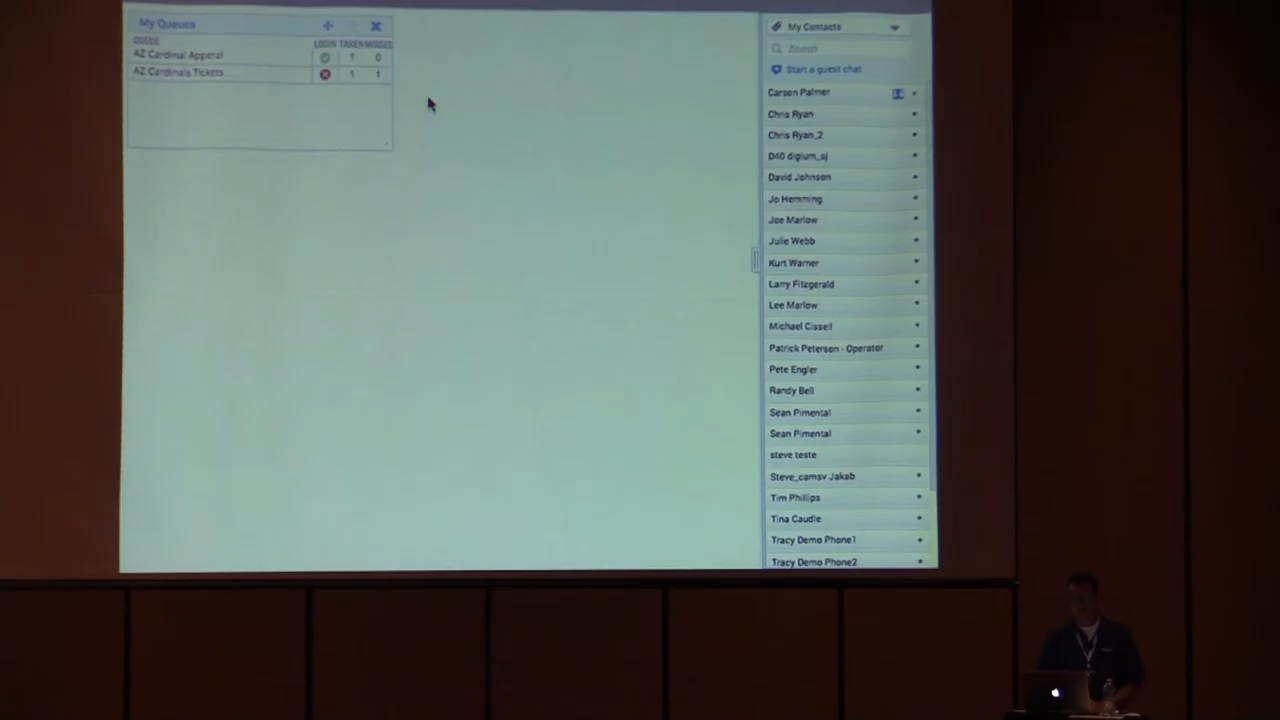 My Queues
QUEUE LOGIN TAKEN MISSED
AZ Cardinal Apperal 1 0
AZ Cardinals Tickets 1 1
My Contacts
Search
Start a guest chat
Carson Palmer
Chris Ryan
Chris Ryan_2
D40 digium_sj
David Johnson
Jo Hemming
Joe Marlow
Julie Webb
Kurt Warner
Larry Fitzgerald
Lee Marlow
Michael Cissell
Patrick Peterson - Operator
Pete Engler
Randy Bell
Sean Pimental
Sean Pimental
steve teste
Steve_camsv Jakab
Tim Phillips
Tina Caudle
Tracy Demo Phone1
Tracy Demo Phone2